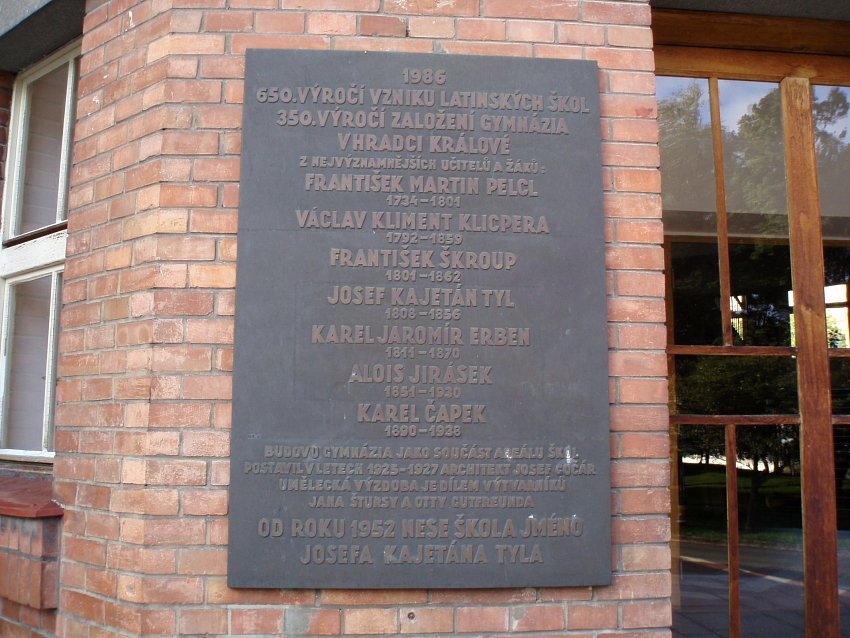 1986
650. VÝROČÍ VZNIKU LATINSKÝCH ŠKOL
350. VÝROČÍ ZALOŽENÍ GYMNÁZIA
V HRADCI KRÁLOVÉ
Z NEJVÝZNAMNĚJŠÍCH UČITELŮ A ŽÁKŮ:
FRANTIŠEK MARTIN PELCL
1734-1801
VÁCLAV KLIMENT KLICPERA
1792-1859
FRANTIŠEK ŠKROUP
1801-1862
JOSEF KAJETÁN TYL
1808-1856
KAREL JAROMÍR ERBEN
1811-1870
ALOIS JIRÁSEK
1851-1930
KAREL ČAPEK
1890-1938
BUDOVU GYMNÁZIA JAKO SOUČÁST AREÁLU ŠKOL
POSTAVIL V LETECH 1925-1927 ARCHITEKT JOSEF GOČÁR
UMĚLECKÁ VÝZDOBA JE DÍLEM VÝTVARNÍKŮ
JANA ŠTURSY A OTTY GUTFREUNDA
OD ROKU 1952 NESE ŠKOLA JMÉNO
JOSEFA KAJETÁNA TYLA